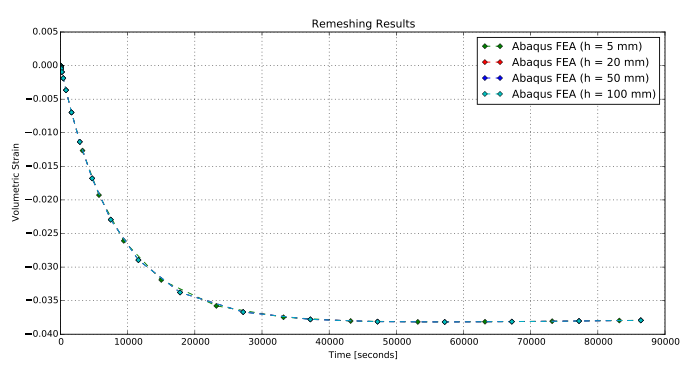 Remeshing Results
0.005
0.000
−0.005
−0.010
−0.015
−0.020
−0.025
−0.030
−0.035
−0.040
Volumetric Strain
Abaqus FEA (h = 5 mm)
Abaqus FEA (h = 20 mm)
Abaqus FEA (h = 50 mm)
Abaqus FEA (h = 100 mm)
0 10000 20000 30000 40000 50000 60000 70000 80000 90000
Time [seconds]